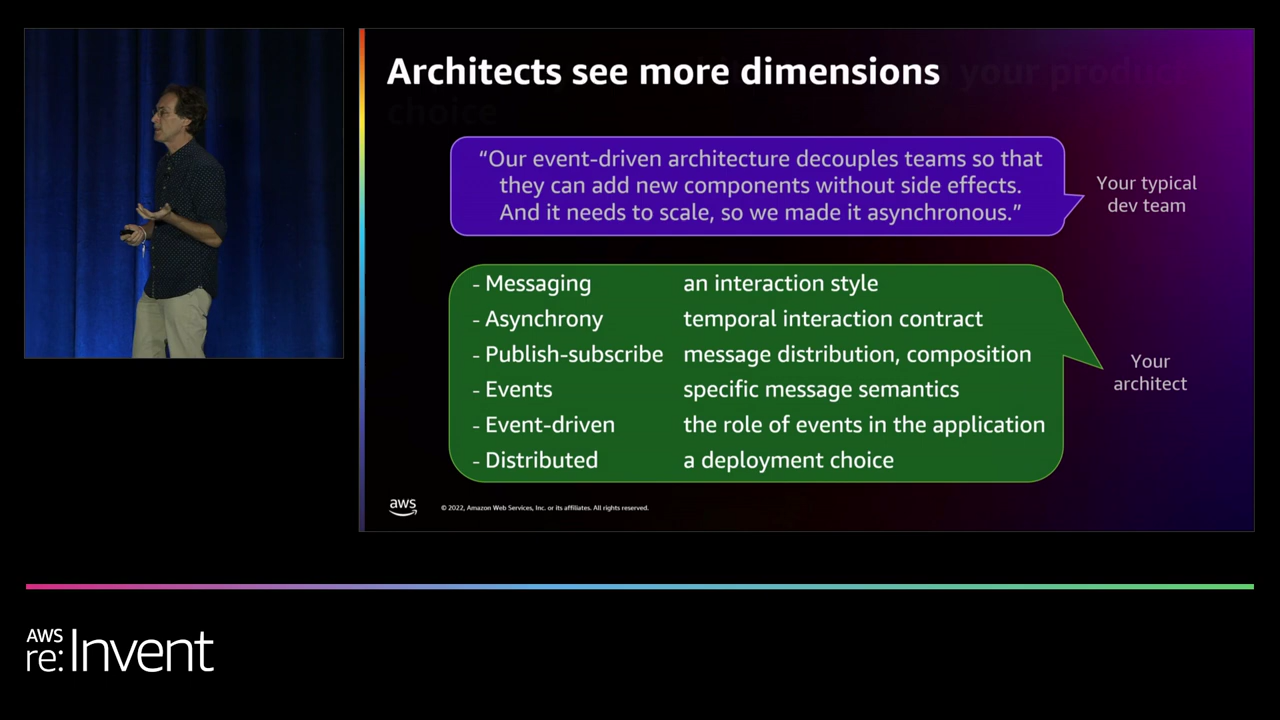 Architects see more dimensions
your produ
choice
“Our event-driven architecture decouples teams so that
they can add new components without side effects.
And it needs to scale, so we made it asynchronous.”
Your typical
dev team
- Messaging an interaction style
- Asynchrony temporal interaction contract
- Publish-subscribe message distribution, composition
- Events specific message semantics
- Event-driven the role of events in the application
- Distributed a deployment choice
Your
architect
aws
© 2022, Amazon Web Services, Inc. or its affiliates. All rights reserved.
AWS
re:Invent